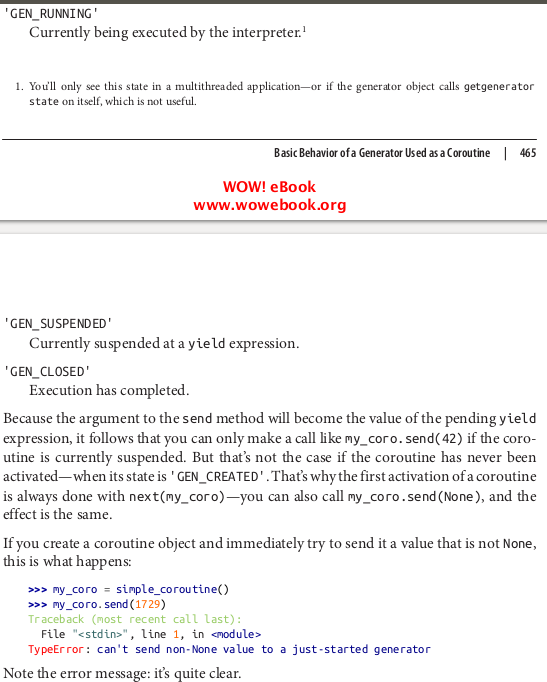 'GEN_RUNNING'
Currently being executed by the interpreter.1
1. You'll only see this state in a multithreaded application—or if the generator object calls getgenerator
state on itself, which is not useful.
Basic Behavior of a Generator Used as a Coroutine | 465
WOW! eBook
www.wowebook.org
'GEN_SUSPENDED'
Currently suspended at a yield expression.
'GEN_CLOSED'
Execution has completed.
Because the argument to the send method will become the value of the pending yield
expression, it follows that you can only make a call like my_coro.send(42) if the coro-
utine is currently suspended. But that's not the case if the coroutine has never been
activated—when its state is 'GEN_CREATED'. That's why the first activation of a coroutine
is always done with next(my_coro)—you can also call my_coro.send(None), and the
effect is the same.
If you create a coroutine object and immediately try to send it a value that is not None,
this is what happens:
>>> my_coro = simple_coroutine()
>>> my_coro.send(1729)
Traceback (most recent call last):
File "<stdin>", line 1, in <module>
TypeError: can't send non-None value to a just-started generator
Note the error message: it's quite clear.